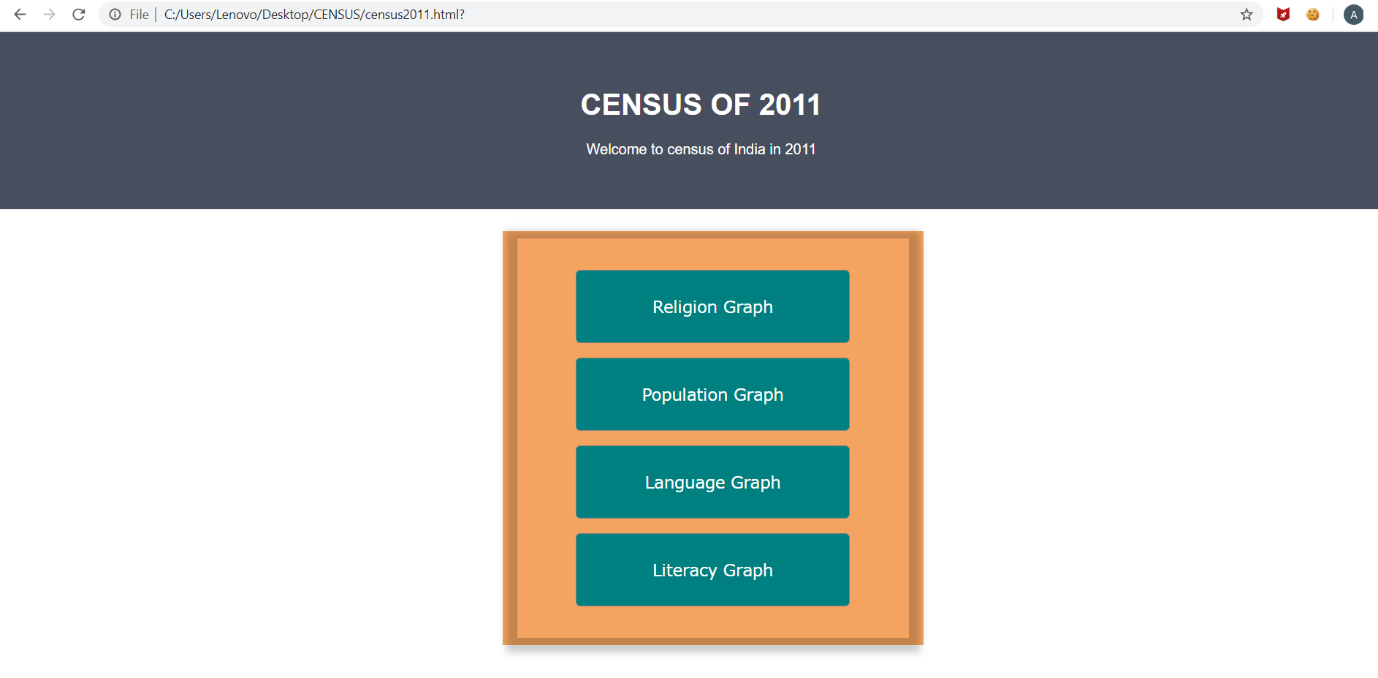 File | C:/Users/Lenovo/Desktop/CENSUS/census2011.html?
A
CENSUS OF 2011
Welcome to census of India in 2011
Religion Graph
Population Graph
Language Graph
Literacy Graph